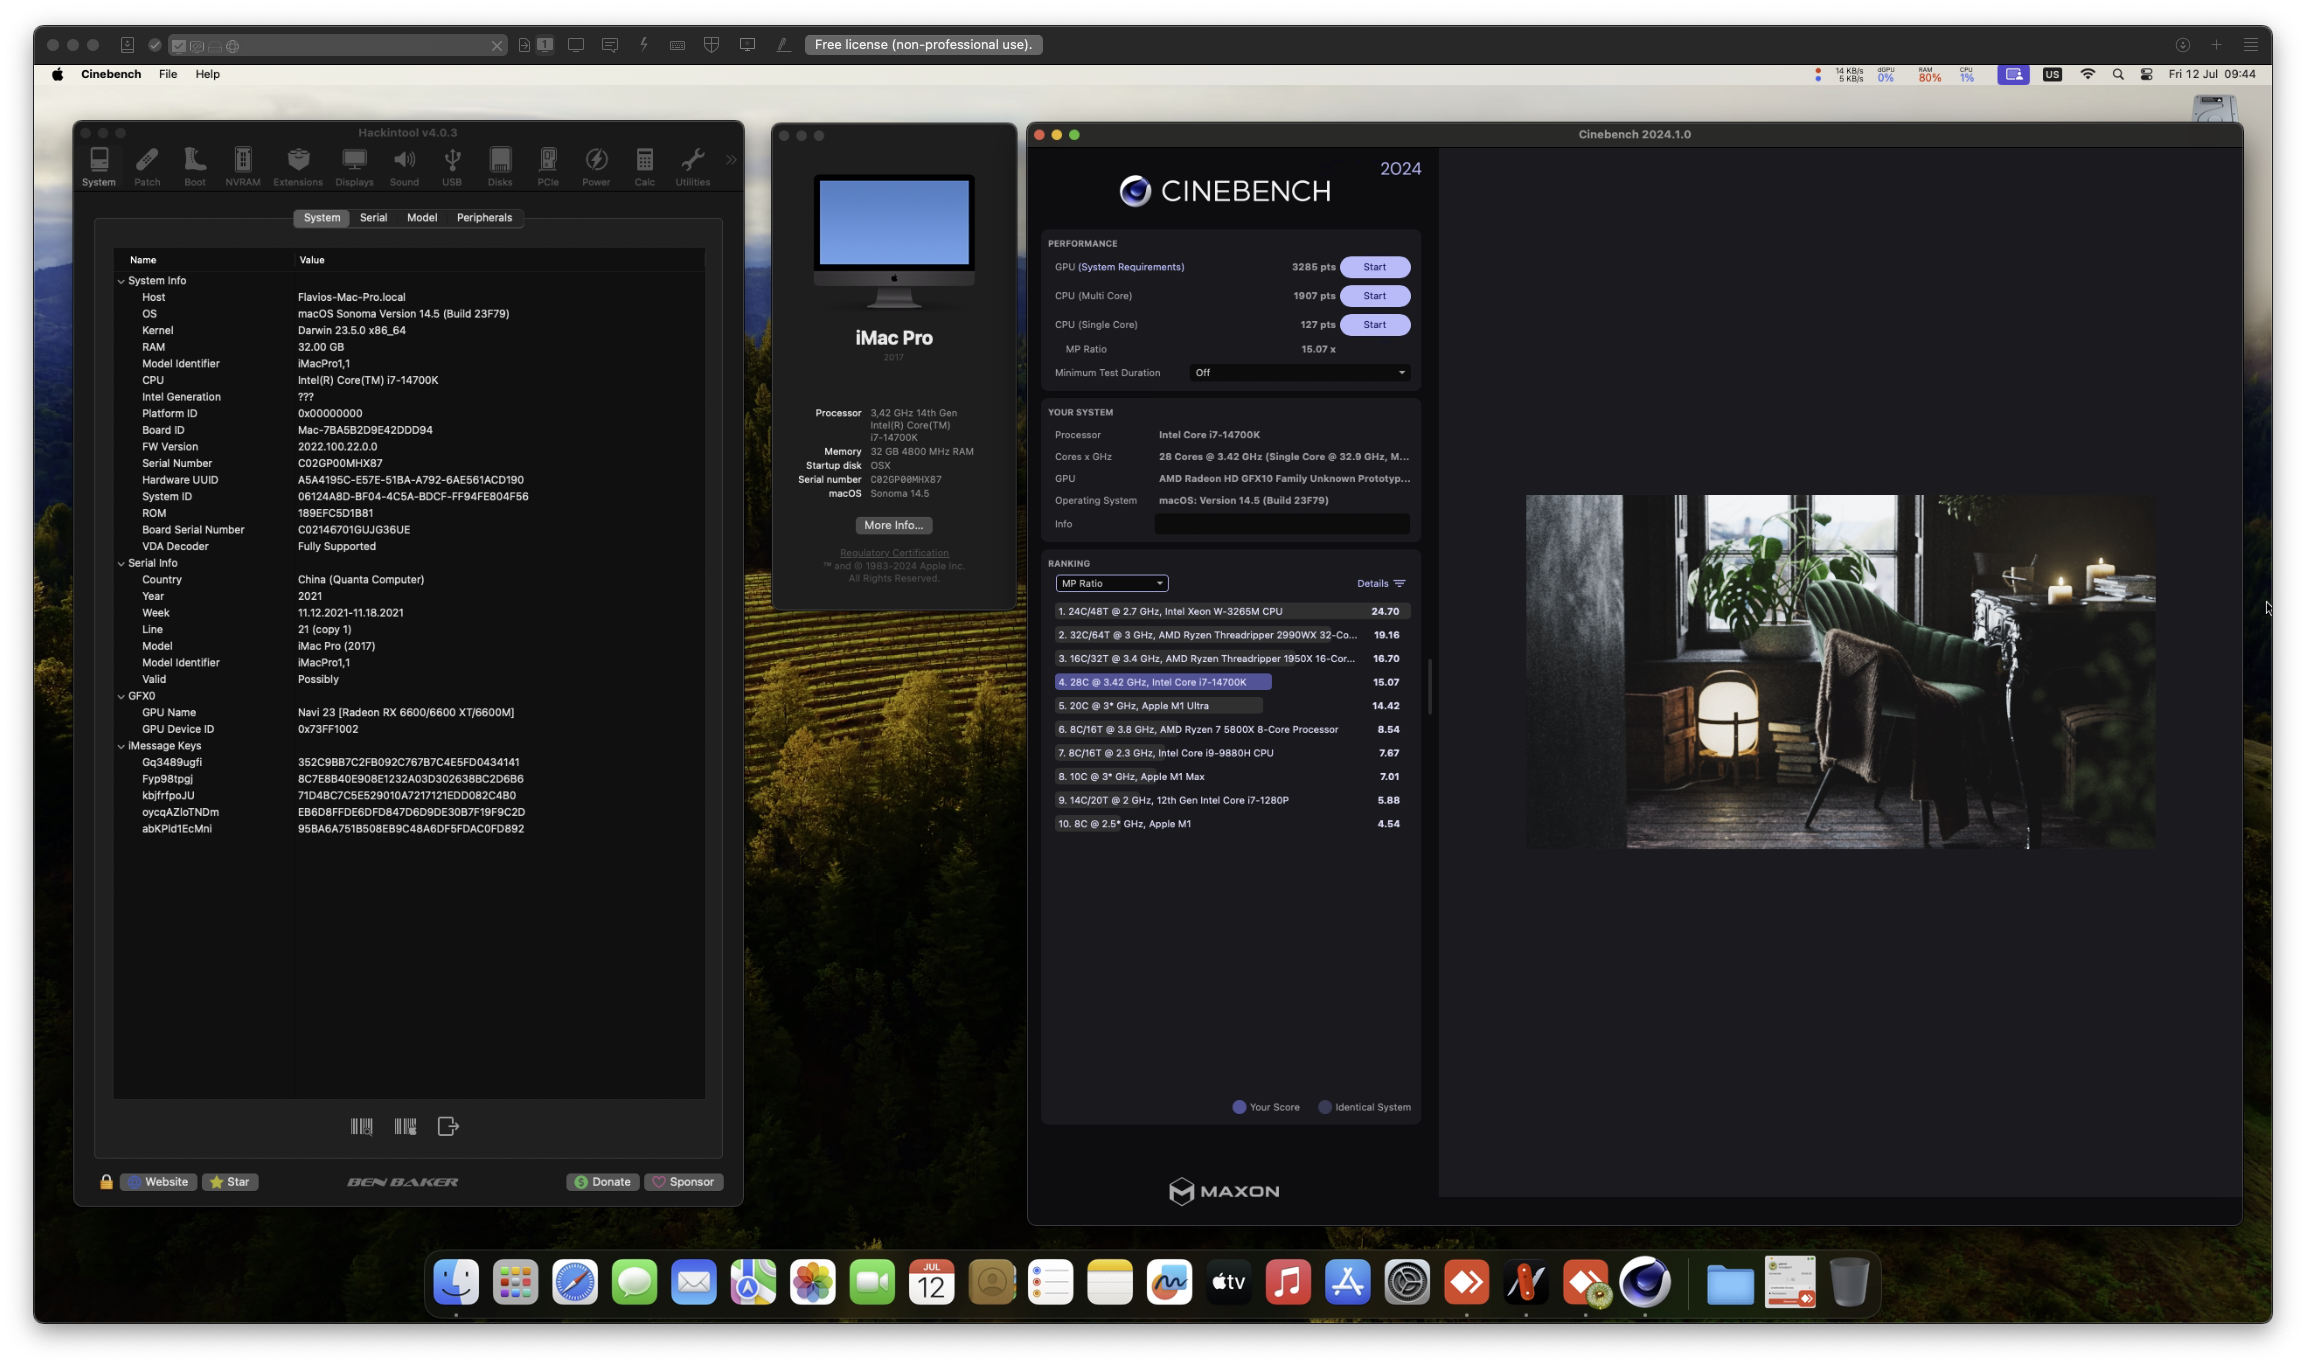 Free license (non-professional use).
Cinebench File Help
14 KB/s
5 KB/s
dGPU
0%
RAM
80%
CPU
1%
US
Fri 12 Jul 09:44
Hackintool v4.0.3
System Patch Boot NVRAM Extensions Displays Sound USB Disks PCIe Power Calc Utilities
System Serial Model Peripherals
Name Value
System Info
Host Flavios-Mac-Pro.local
OS macOS Sonoma Version 14.5 (Build 23F79)
Kernel Darwin 23.5.0 x86_64
RAM 32.00 GB
Model Identifier iMacPro1,1
CPU Intel(R) Core(TM) i7-14700K
Intel Generation ???
Platform ID 0x00000000
Board ID Mac-7BA5B2D9E42DDD94
FW Version 2022.100.22.0.0
Serial Number C02GP00MHX87
Hardware UUID A5A4195C-E57E-51BA-A792-6AE561ACD190
System ID 06124A8D-BF04-4C5A-BDCF-FF94FE804F56
ROM 189EFC5D1B81
Board Serial Number C02146701GUJG36UE
VDA Decoder Fully Supported
Serial Info
Country China (Quanta Computer)
Year 2021
Week 11.12.2021-11.18.2021
Line 21 (copy 1)
Model iMac Pro (2017)
Model Identifier iMacPro1,1
Valid Possibly
GFX0
GPU Name Navi 23 [Radeon RX 6600/6600 XT/6600M]
GPU Device ID 0x73FF1002
iMessage Keys
Gq3489ugfi 352C9BB7C2FB092C767B7C4E5FD0434141
Fyp98tpgj 8C7E8B40E908E1232A03D302638BC2D6B6
kbjfrfpoJU 71D4BC7C5E529010A7217121EDD082C4B0
oycqAZloTNDm EB6D8FFDE6DFD847D6D9DE30B7F19F9C2D
abKPld1EcMni 95BA6A751B508EB9C48A6DF5FDAC0FD892
Website Star
BEN BAKER
Donate Sponsor
iMac Pro
2017
Processor 3,42 GHz 14th Gen
Intel(R) Core(TM)
i7-14700K
Memory 32 GB 4800 MHz RAM
Startup disk OSX
Serial number C02GP00MHX87
macOS Sonoma 14.5
More Info...
Regulatory Certification
™ and © 1983-2024 Apple Inc.
All Rights Reserved.
Cinebench 2024.1.0
2024
CINEBENCH
PERFORMANCE
GPU (System Requirements) 3285 pts Start
CPU (Multi Core) 1907 pts Start
CPU (Single Core) 127 pts Start
MP Ratio 15.07 x
Minimum Test Duration Off
YOUR SYSTEM
Processor Intel Core i7-14700K
Cores x GHz 28 Cores @ 3.42 GHz (Single Core @ 32.9 GHz, M...
GPU AMD Radeon HD GFX10 Family Unknown Prototyp...
Operating System macOS: Version 14.5 (Build 23F79)
Info
RANKING
MP Ratio Details
1. 24C/48T @ 2.7 GHz, Intel Xeon W-3265M CPU 24.70
2. 32C/64T @ 3 GHz, AMD Ryzen Threadripper 2990WX 32-Co... 19.16
3. 16C/32T @ 3.4 GHz, AMD Ryzen Threadripper 1950X 16-Cor... 16.70
4. 28C @ 3.42 GHz, Intel Core i7-14700K 15.07
5. 20C @ 3* GHz, Apple M1 Ultra 14.42
6. 8C/16T @ 3.8 GHz, AMD Ryzen 7 5800X 8-Core Processor 8.54
7. 8C/16T @ 2.3 GHz, Intel Core i9-9880H CPU 7.67
8. 10C @ 3* GHz, Apple M1 Max 7.01
9. 14C/20T @ 2 GHz, 12th Gen Intel Core i7-1280P 5.88
10. 8C @ 2.5* GHz, Apple M1 4.54
Your Score Identical System
MAXON
JUL
12
tv